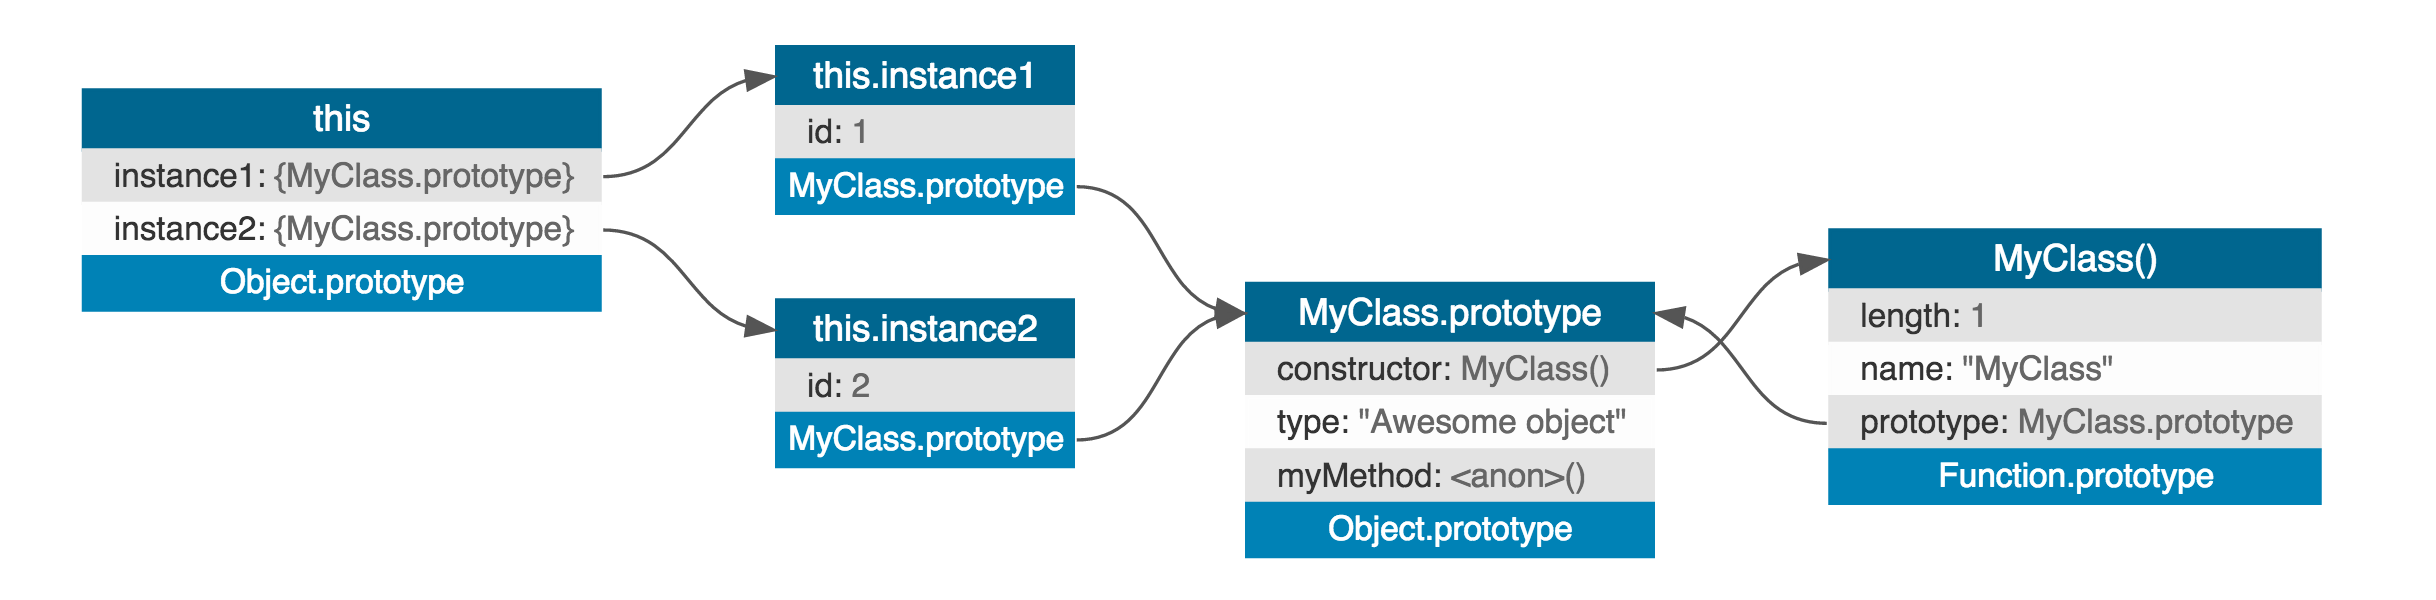 this
instance1: {MyClass.prototype}
instance2: {MyClass.prototype}
Object.prototype
this.instance1
id: 1
MyClass.prototype
this.instance2
id: 2
MyClass.prototype
MyClass.prototype
constructor: MyClass()
type: "Awesome object"
myMethod: <anon>()
Object.prototype
MyClass()
length: 1
name: "MyClass"
prototype: MyClass.prototype
Function.prototype